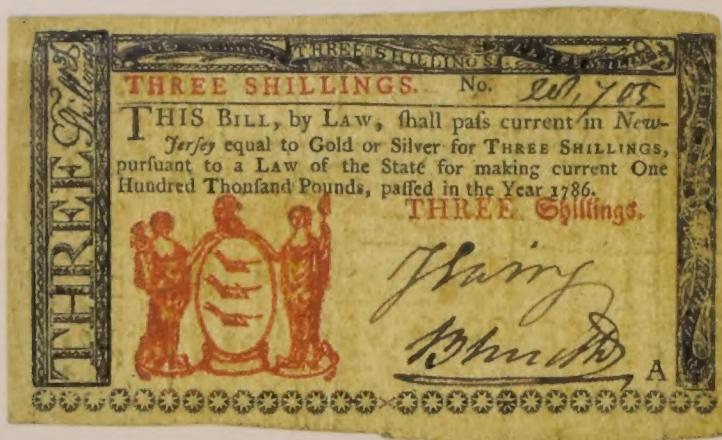 THREE SHILLINGS.
THREE SHILLINGS. No.
THIS BILL, by LAW, ſhall paſs current in New-
Jerſey equal to Gold or Silver for THREE SHILLINGS,
purſuant to a LAW of the State for making current One
Hundred Thouſand Pounds, paſſed in the Year 1786.
THREE Shillings.
THREE Shillings
BSmith
A